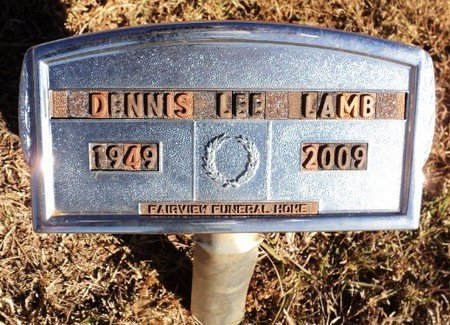 DENNIS LEE LAMB
1949 2009
FAIRVIEW FUNERAL HOME